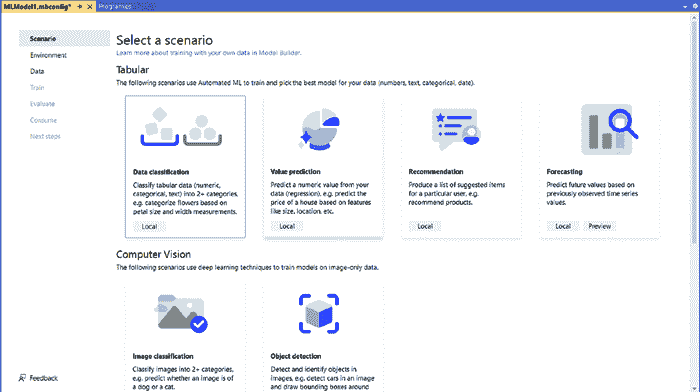 MLModel1.mbconfig*
Scenario
Environment
Data
Train
Evaluate
Consume
Next steps
Feedback
Select a scenario
Learn more about training with your own data in Model Builder.
Tabular
The following scenarios use Automated ML to train and pick the best model for your data (numbers, text, categorical, date).
Data classification
Classify tabular data (numeric,
categorical, text) into 2+ categories,
e.g. categorize flowers based on
petal size and width measurements.
Local
Value prediction
Predict a numeric value from your
data (regression). e.g. predict the
price of a house based on features
like size, location, etc.
Local
Recommendation
Produce a list of suggested items
for a particular user, e.g.
recommend products.
Local
Forecasting
Predict future values based on
previously observed time series
values.
Local
Preview
Computer Vision
The following scenarios use deep learning techniques to train models on image-only data.
Image classification
Classify images into 2+ categories,
e.g. predict whether an image is of
a dog or a cat.
Object detection
Detect and identify objects in
images, e.g. detect cars in an image
and draw bounding boxes around